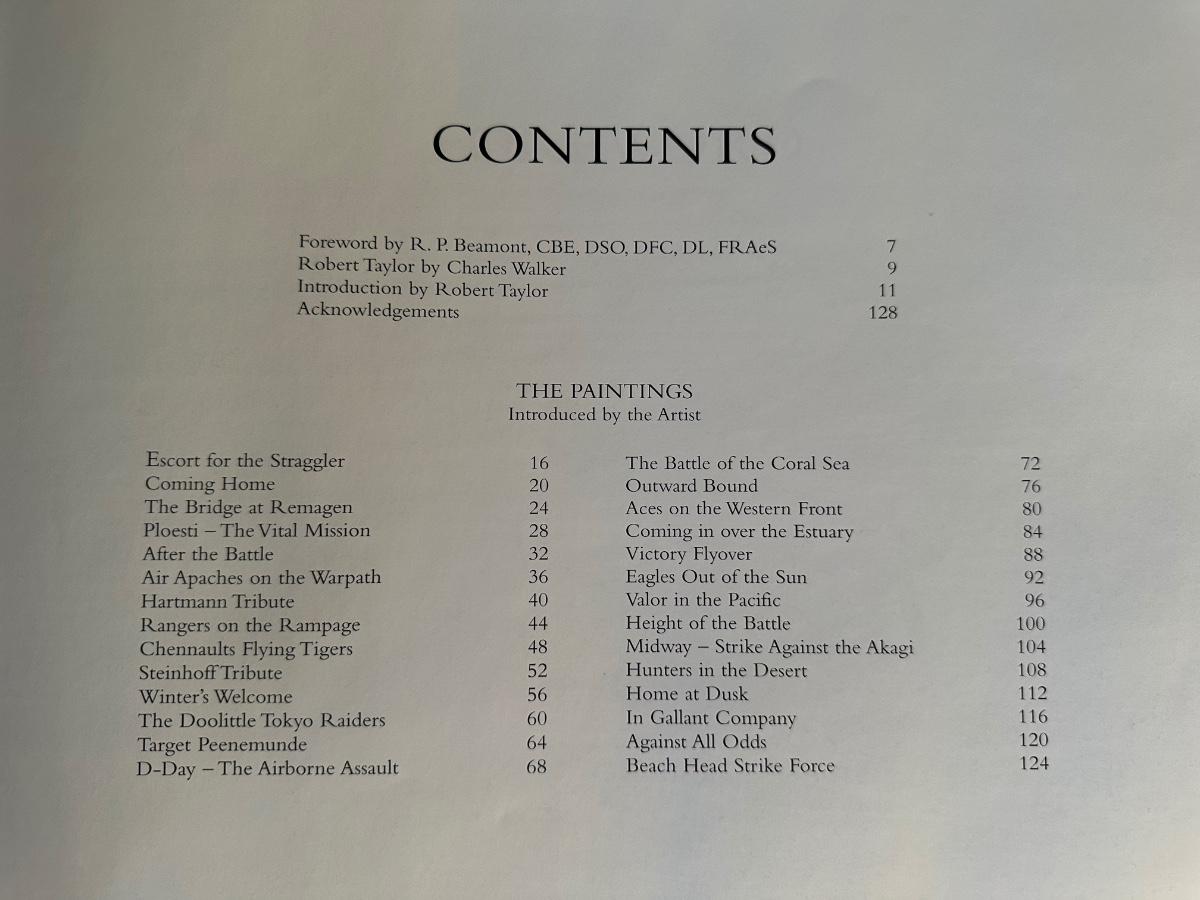 CONTENTS
Foreword by R. P. Beamont, CBE, DSO, DFC, DL, FRAeS 7
Robert Taylor by Charles Walker 9
Introduction by Robert Taylor 11
Acknowledgements 128
THE PAINTINGS
Introduced by the Artist
Escort for the Straggler 16
Coming Home 20
The Bridge at Remagen 24
Ploesti – The Vital Mission 28
After the Battle 32
Air Apaches on the Warpath 36
Hartmann Tribute 40
Rangers on the Rampage 44
Chennaults Flying Tigers 48
Steinhoff Tribute 52
Winter's Welcome 56
The Doolittle Tokyo Raiders 60
Target Peenemunde 64
D-Day – The Airborne Assault 68
The Battle of the Coral Sea 72
Outward Bound 76
Aces on the Western Front 80
Coming in over the Estuary 84
Victory Flyover 88
Eagles Out of the Sun 92
Valor in the Pacific 96
Height of the Battle 100
Midway – Strike Against the Akagi 104
Hunters in the Desert 108
Home at Dusk 112
In Gallant Company 116
Against All Odds 120
Beach Head Strike Force 124